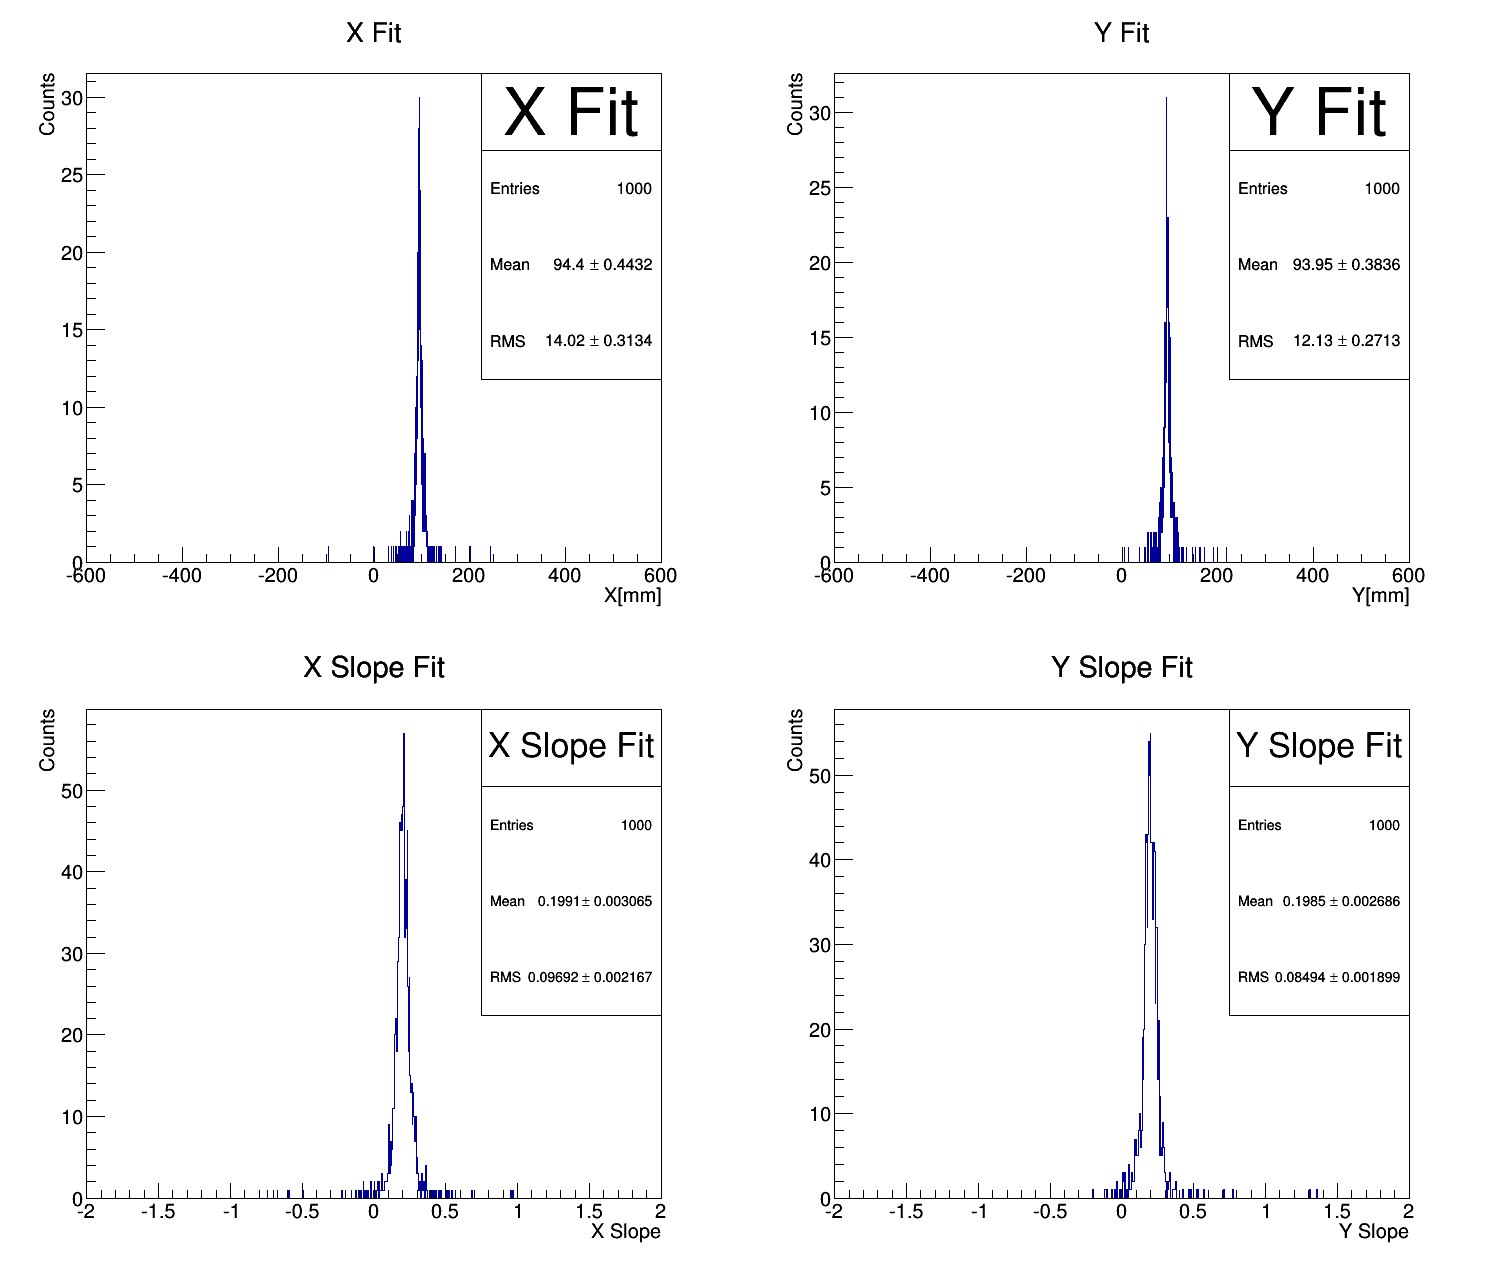 X Fit
Counts
30
25
20
15
10
5
0
-600 -400 -200 0 200 400 600
X[mm]
X Fit
Entries 1000
Mean 94.4 ± 0.4432
RMS 14.02 ± 0.3134
Y Fit
Counts
30
25
20
15
10
5
0
-600 -400 -200 0 200 400 600
Y[mm]
Y Fit
Entries 1000
Mean 93.95 ± 0.3836
RMS 12.13 ± 0.2713
X Slope Fit
Counts
50
40
30
20
10
0
-2 -1.5 -1 -0.5 0 0.5 1 1.5 2
X Slope
X Slope Fit
Entries 1000
Mean 0.1991 ± 0.003065
RMS 0.09692 ± 0.002167
Y Slope Fit
Counts
50
40
30
20
10
0
-2 -1.5 -1 -0.5 0 0.5 1 1.5 2
Y Slope
Y Slope Fit
Entries 1000
Mean 0.1985 ± 0.002686
RMS 0.08494 ± 0.001899